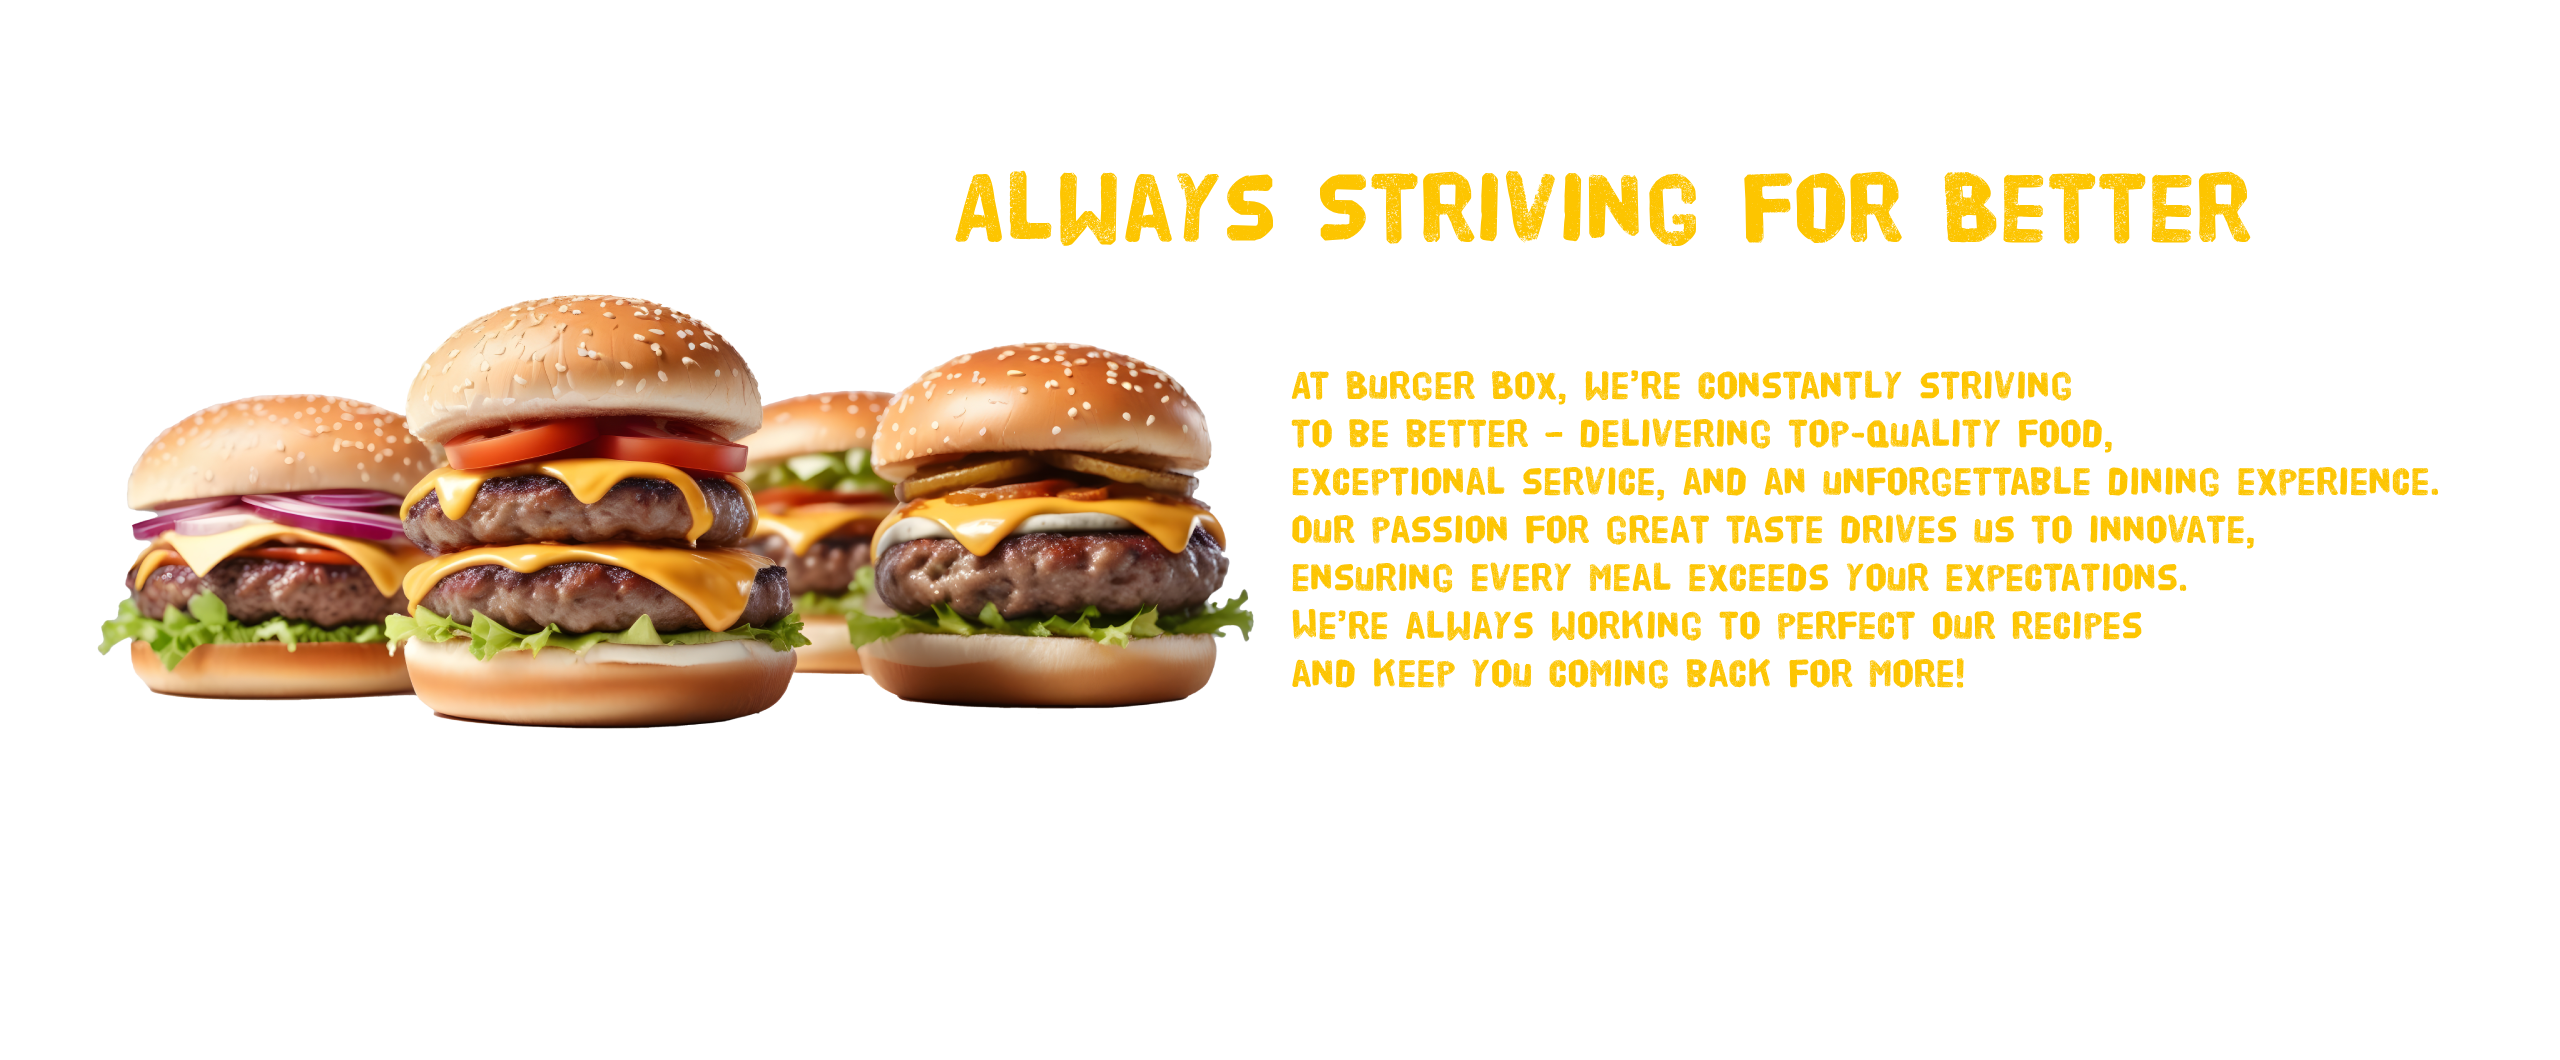 ALWAYS STRIVING FOR BETTER
AT BURGER BOX, WE'RE CONSTANTLY STRIVING
TO BE BETTER – DELIVERING TOP-QUALITY FOOD,
EXCEPTIONAL SERVICE, AND AN UNFORGETTABLE DINING EXPERIENCE.
OUR PASSION FOR GREAT TASTE DRIVES US TO INNOVATE,
ENSURING EVERY MEAL EXCEEDS YOUR EXPECTATIONS.
WE'RE ALWAYS WORKING TO PERFECT OUR RECIPES
AND KEEP YOU COMING BACK FOR MORE!